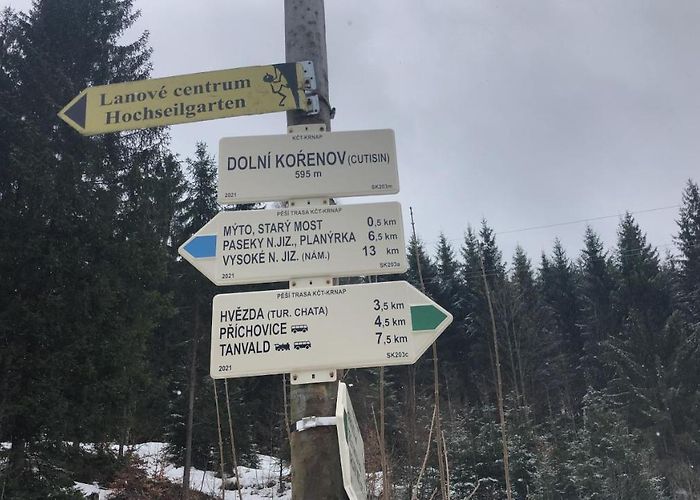 Lanové centrum
Hochseilgarten
KČT-KRNAP
DOLNÍ KOŘENOV (CUTISIN)
595 m
2021 SK203m
PĚŠÍ TRASA KČT-KRNAP
MÝTO, STARÝ MOST 0,5 km
PASEKY N.JIZ., PLANÝRKA 6,5 km
VYSOKÉ N. JIZ. (NÁM.) 13 km
2021 SK203a
PĚŠÍ TRASA KČT-KRNAP
HVĚZDA (TUR. CHATA) 3,5 km
PŘÍCHOVICE 4,5 km
TANVALD 7,5 km
2021 SK203c